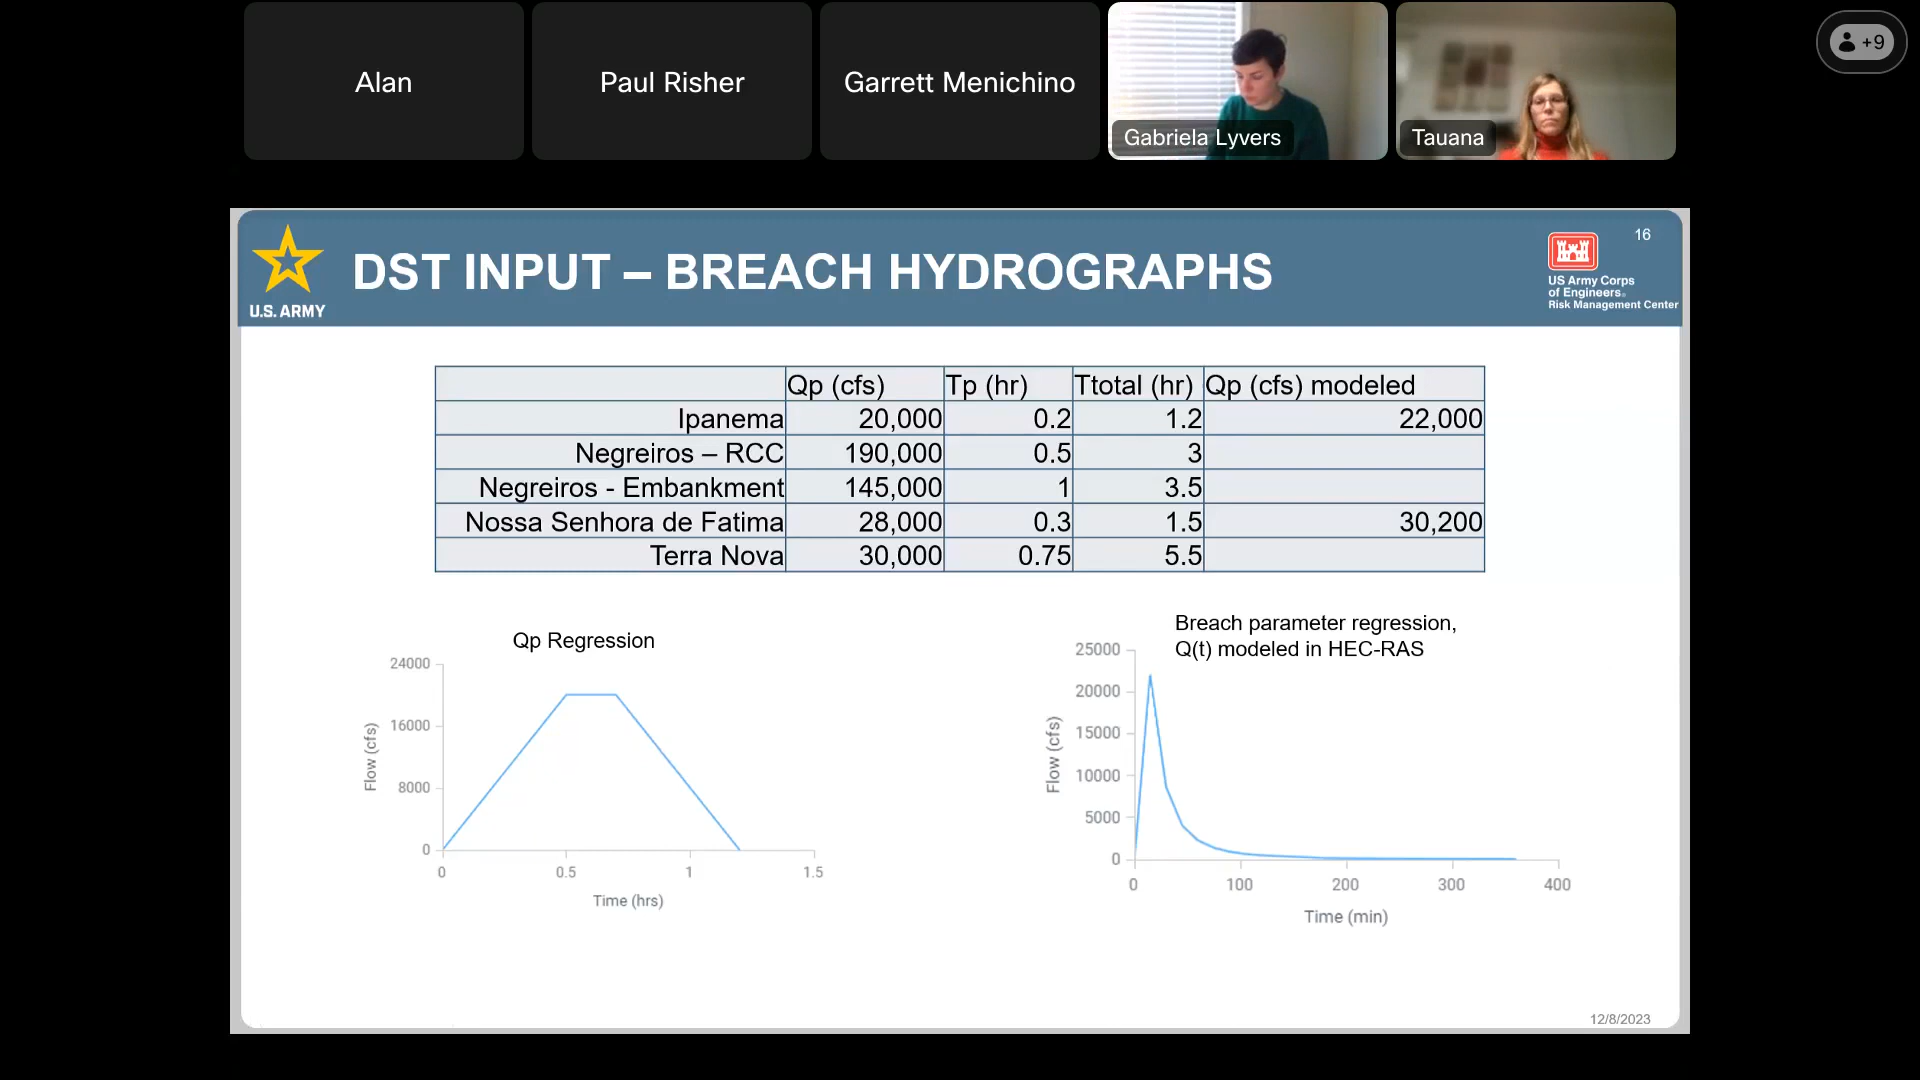 Alan
Paul Risher
Garrett Menichino
Gabriela Lyvers
Tauana
+9
U.S. ARMY
DST INPUT – BREACH HYDROGRAPHS
16
US Army Corps
of Engineers®
Risk Management Center
Qp (cfs) Tp (hr) Ttotal (hr) Qp (cfs) modeled
Ipanema 20,000 0.2 1.2 22,000
Negreiros – RCC 190,000 0.5 3
Negreiros - Embankment 145,000 1 3.5
Nossa Senhora de Fatima 28,000 0.3 1.5 30,200
Terra Nova 30,000 0.75 5.5
Qp Regression
24000
16000
8000
0
Flow (cfs)
0 0.5 1 1.5
Time (hrs)
Breach parameter regression,
Q(t) modeled in HEC-RAS
25000
20000
15000
10000
5000
0
Flow (cfs)
0 100 200 300 400
Time (min)
12/8/2023